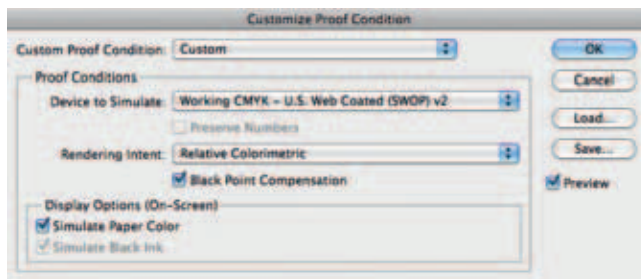 Customize Proof Condition
Custom Proof Condition: Custom
OK
Proof Conditions
Cancel
Device to Simulate: Working CMYK – U.S. Web Coated (SWOP) v2
Preserve Numbers
Load...
Rendering Intent: Relative Colorimetric
Save...
Black Point Compensation
Preview
Display Options (On-Screen)
Simulate Paper Color
Simulate Black Ink